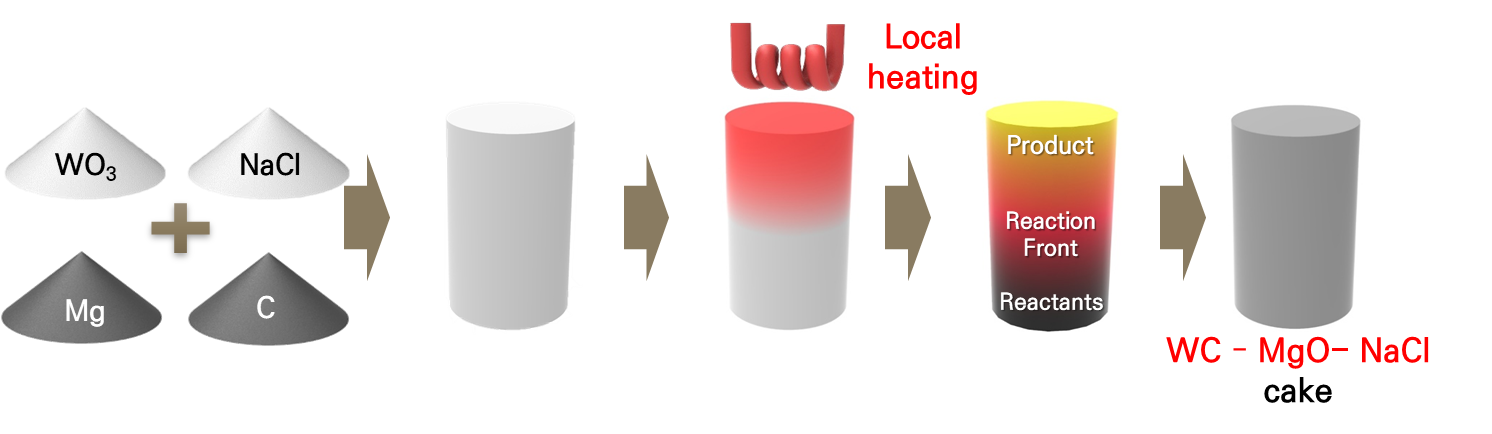 WO₃
NaCl
Mg
C
Local
heating
Product
Reaction
Front
Reactants
WC - MgO– NaCl
cake